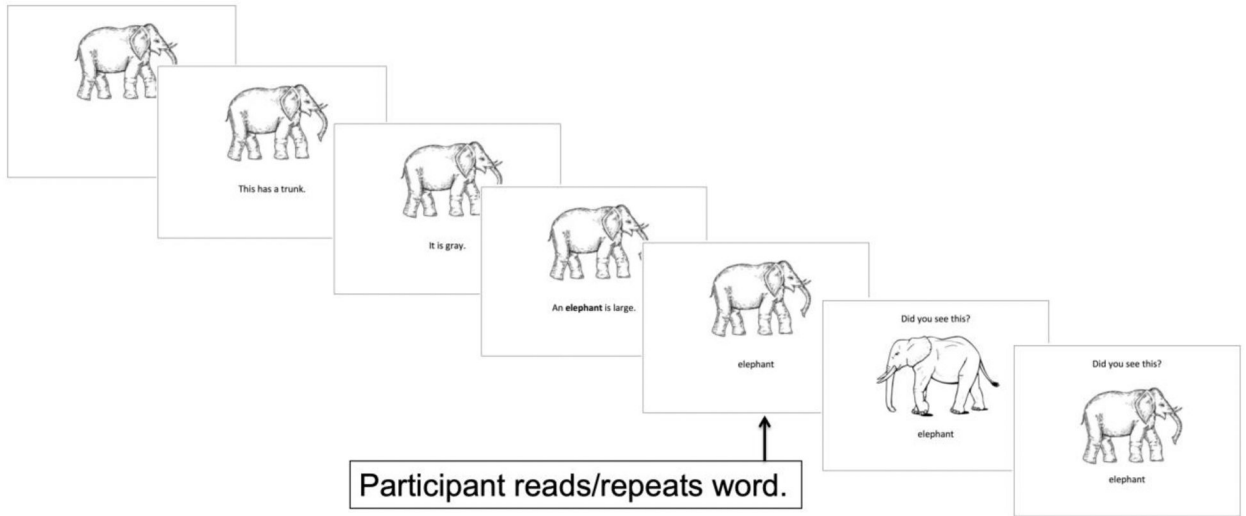 This has a trunk.
It is gray.
An elephant is large.
elephant
Did you see this?
elephant
Did you see this?
elephant
Participant reads/repeats word.